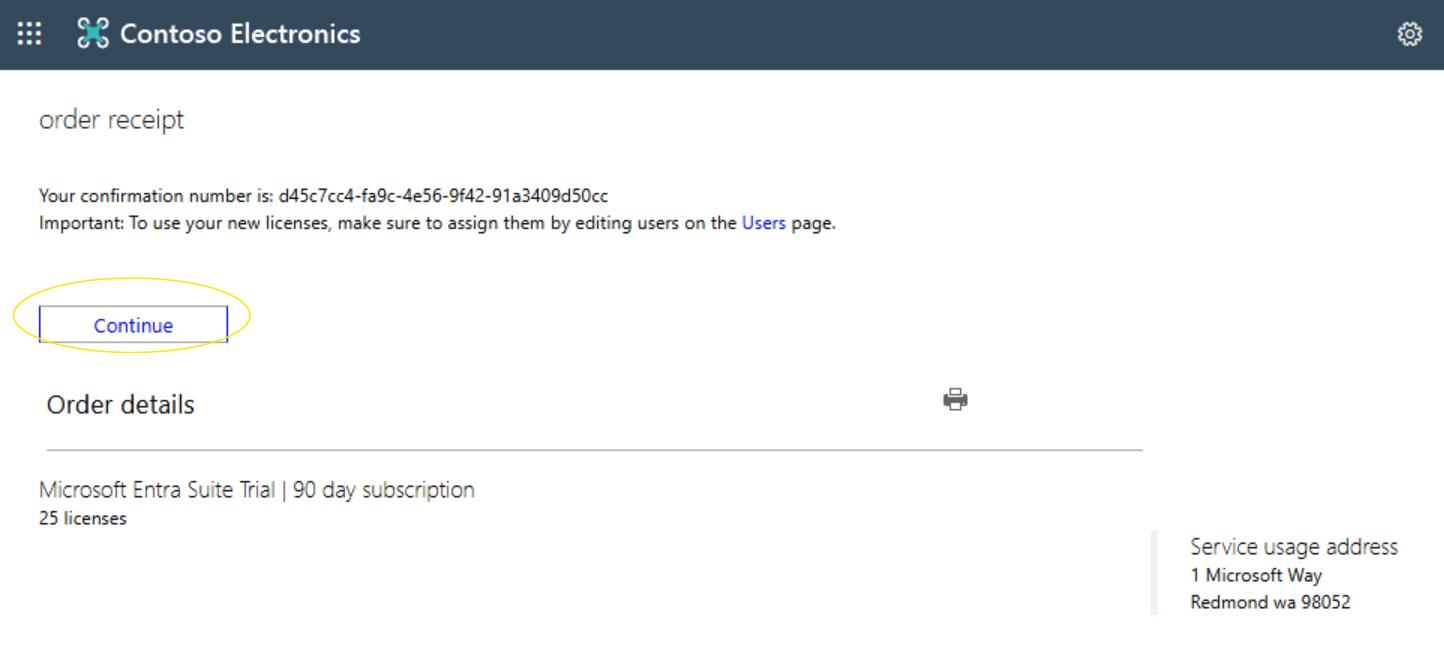 Contoso Electronics
order receipt
Your confirmation number is: d45c7cc4-fa9c-4e56-9f42-91a3409d50cc
Important: To use your new licenses, make sure to assign them by editing users on the Users page.
Continue
Order details
Microsoft Entra Suite Trial | 90 day subscription
25 licenses
Service usage address
1 Microsoft Way
Redmond wa 98052